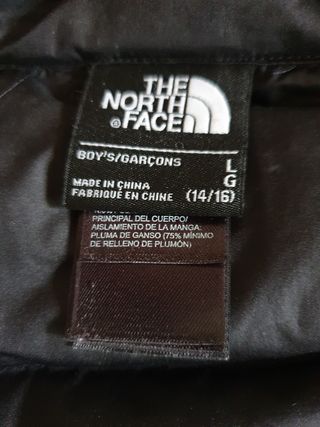 THE
NORTH
FACE
BOY'S/GARÇONS
L
G
MADE IN CHINA
FABRIQUÉ EN CHINE (14/16)
PRINCIPAL DEL CUERPO/
AISLAMIENTO DE LA MANGA:
PLUMA DE GANSO (75% MÍNIMO
DE RELLENO DE PLUMÓN)